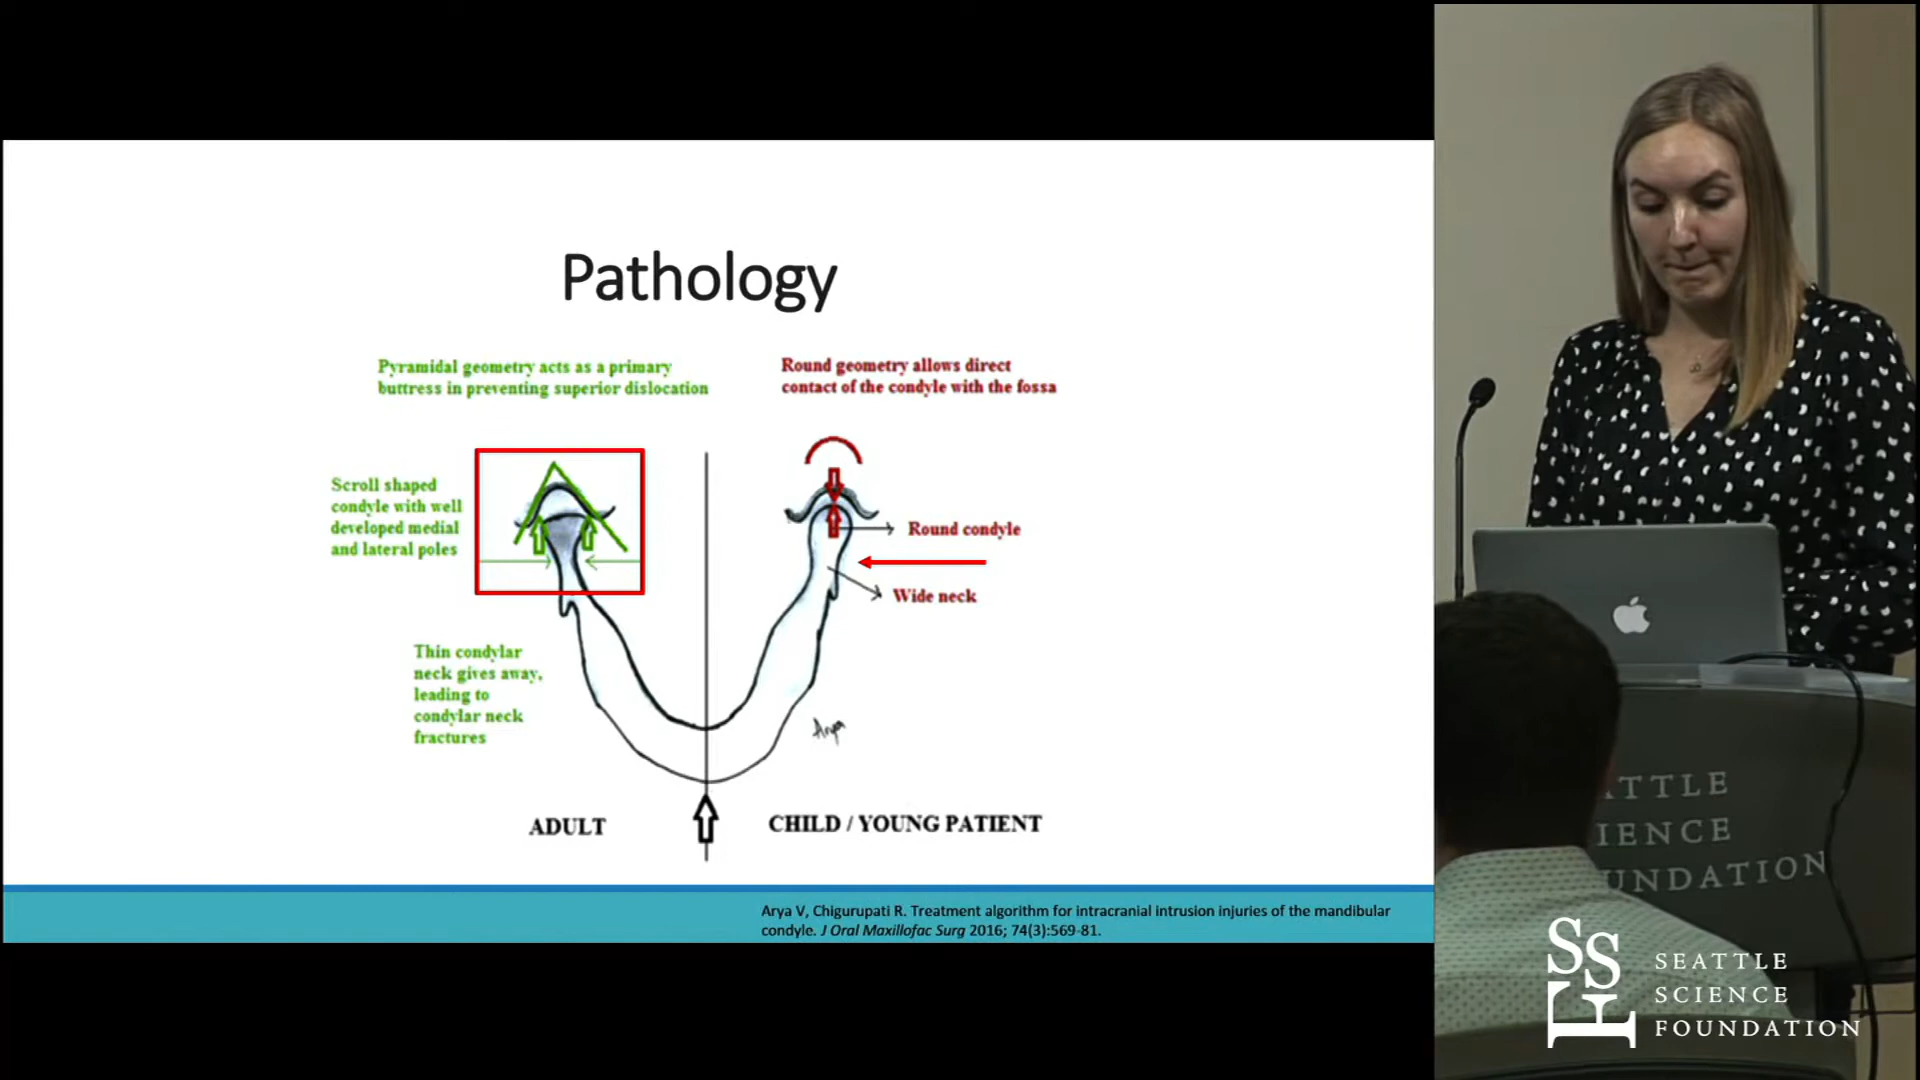 Pathology
Pyramidal geometry acts as a primary
buttress in preventing superior dislocation
Round geometry allows direct
contact of the condyle with the fossa
Scroll shaped
condyle with well
developed medial
and lateral poles
Round condyle
Wide neck
Thin condylar
neck gives away,
leading to
condylar neck
fractures
Arya
ADULT
CHILD / YOUNG PATIENT
Arya V, Chigurupati R. Treatment algorithm for intracranial intrusion injuries of the mandibular
condyle. J Oral Maxillofac Surg 2016; 74(3):569-81.
ATTLE
IENCE
UNDATION
SSF
SEATTLE
SCIENCE
FOUNDATION